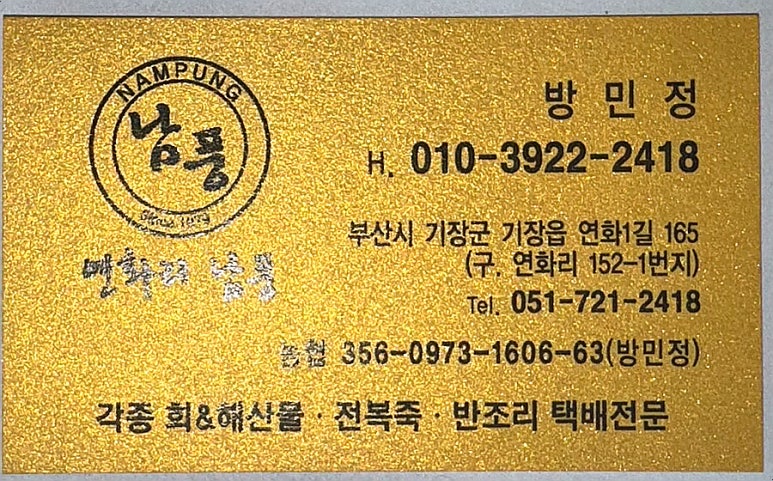 NAMPUNG
남풍
Since 1979
연화리 남풍
방 민 정
H. 010-3922-2418
부산시 기장군 기장읍 연화1길 165
(구. 연화리 152-1번지)
Tel. 051-721-2418
농협 356-0973-1606-63(방민정)
각종 회&해산물 · 전복죽 · 반조리 택배전문